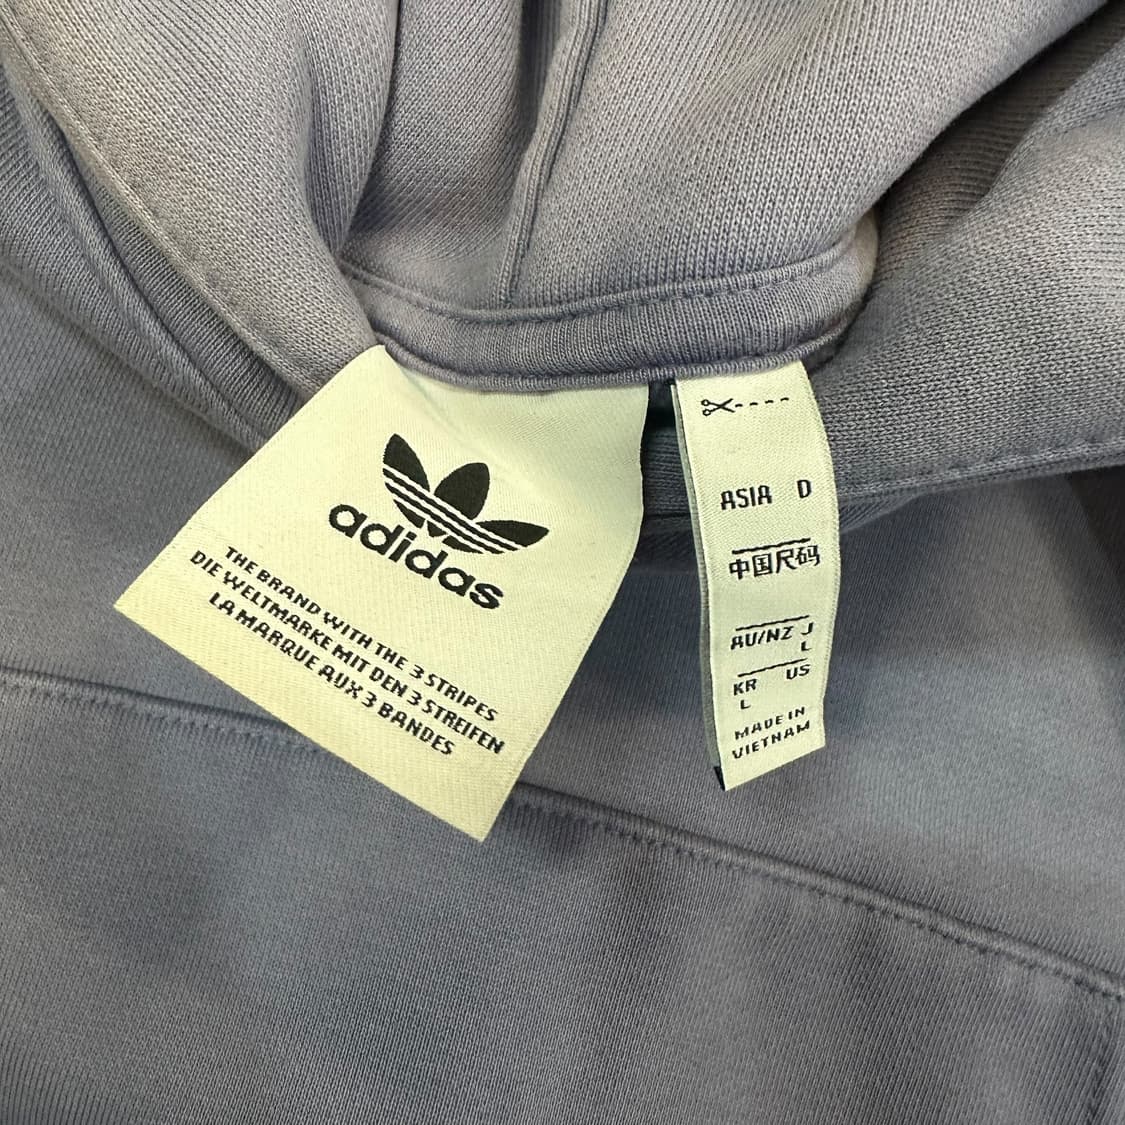 adidas
THE BRAND WITH THE 3 STRIPES
DIE WELTMARKE MIT DEN 3 STREIFEN
LA MARQUE AUX 3 BANDES
ASIA D
中国尺码
AU/NZ J
L
KR US
L
MADE IN
VIETNAM